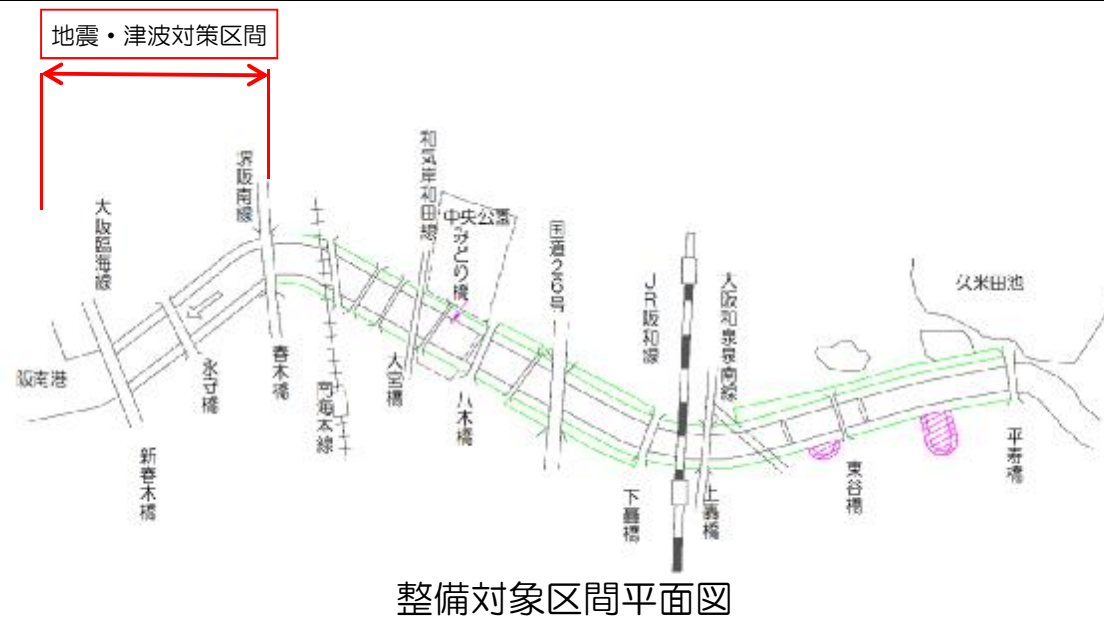 地震・津波対策区間
堺阪南線
大阪臨海線
和気岸和田線
中央公園
みどの橋
国道26号
JR阪和線
大阪和泉泉南線
久米田池
阪南港
永守橋
春木橋
南海本線
大宮橋
八木橋
新春木橋
下轟橋
上轟橋
東谷橋
平寿橋
整備対象区間平面図